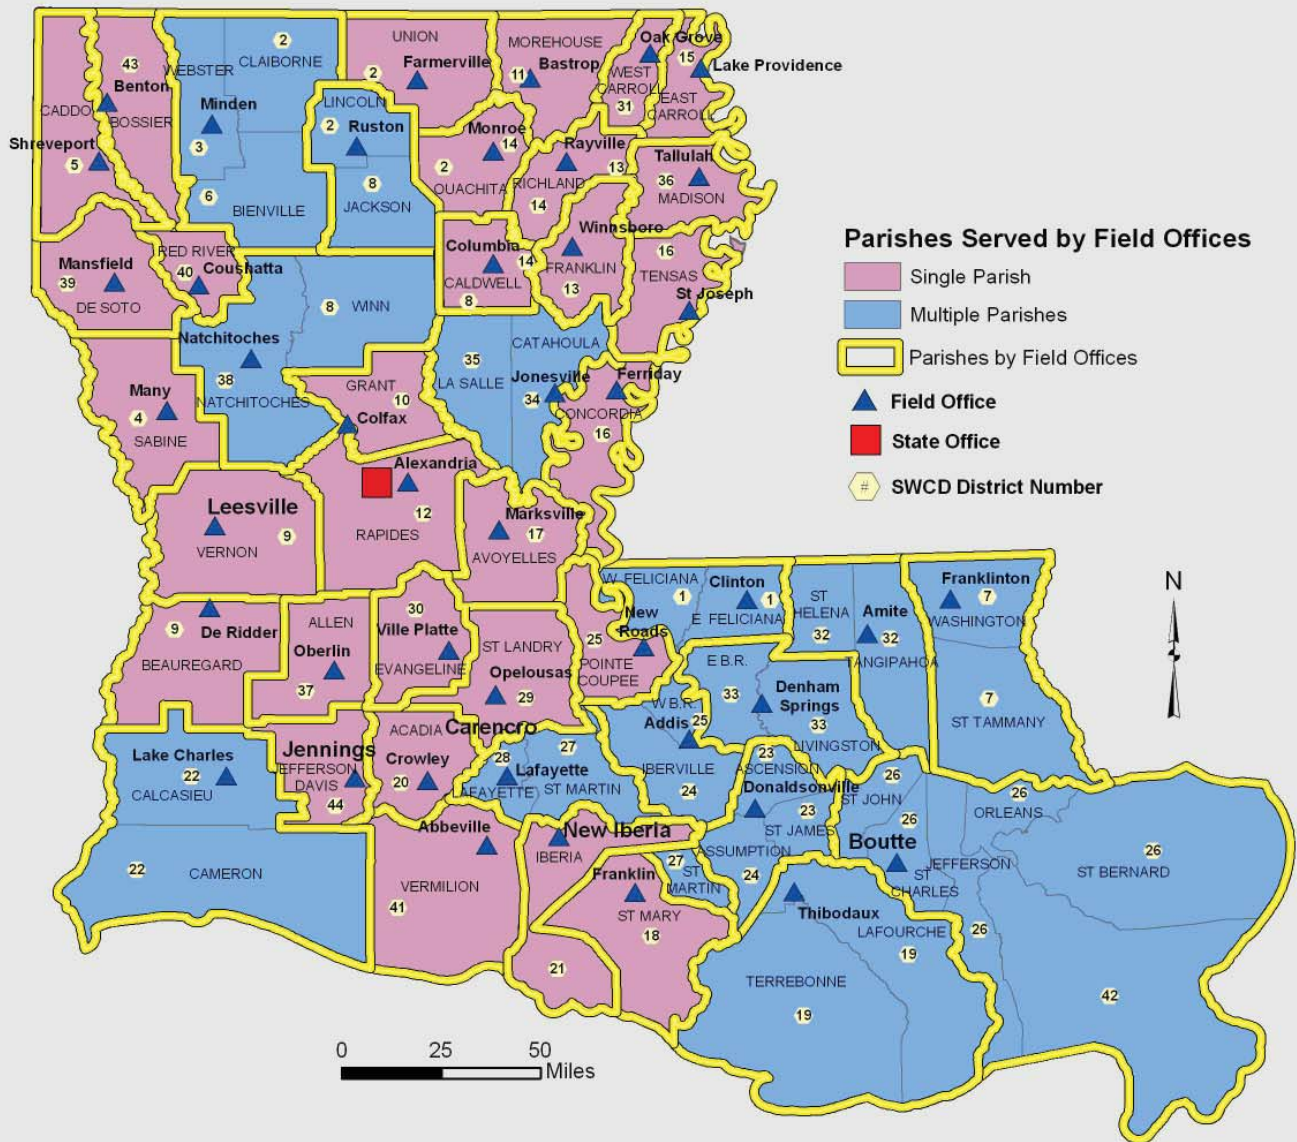 UNION
MOREHOUSE
Oak Grove
2
CLAIBORNE
43
WEBSTER
Farmerville
2
11
Bastrop
15
Lake Providence
WEST
CARROLL
31
EAST
CARROLL
Benton
CADDO
BOSSIER
Minden
LINCOLN
2
Ruston
Monroe
14
Rayville
Shreveport
5
3
Tallulah
2
OUACHITA
RICHLAND
13
36
MADISON
8
JACKSON
6
BIENVILLE
14
Winnsboro
RED RIVER
40
Coushatta
Columbia
14
CALDWELL
8
FRANKLIN
13
16
TENSAS
St Joseph
Mansfield
39
DE SOTO
8
WINN
Natchitoches
38
NATCHITOCHES
CATAHOULA
35
LA SALLE
Jonesville
34
Ferriday
CONCORDIA
16
Many
4
SABINE
GRANT
10
Colfax
Alexandria
12
RAPIDES
Leesville
9
VERNON
Marksville
17
AVOYELLES
Parishes Served by Field Offices
Single Parish
Multiple Parishes
Parishes by Field Offices
Field Office
State Office
# SWCD District Number
N
W FELICIANA
1
Clinton
1
E FELICIANA
ST
HELENA
32
Amite
32
TANGIPAHOA
Franklinton
7
WASHINGTON
7
ST TAMMANY
9
De Ridder
BEAUREGARD
ALLEN
Oberlin
37
30
Ville Platte
EVANGELINE
ST LANDRY
Opelousas
29
New
Roads
25
POINTE
COUPEE
E B.R.
33
Denham
Springs
33
LIVINGSTON
W B.R.
Addis
25
IBERVILLE
24
Lake Charles
22
CALCASIEU
Jennings
JEFFERSON
DAVIS
44
ACADIA
Carencro
Crowley
20
28
Lafayette
LAFAYETTE
27
ST MARTIN
23
ASCENSION
Donaldsonville
23
ST JAMES
ASSUMPTION
24
26
ST JOHN
26
Boutte
ST
CHARLES
JEFFERSON
26
ORLEANS
26
26
ST BERNARD
42
22
CAMERON
Abbeville
VERMILION
41
New Iberia
IBERIA
27
ST
MARTIN
Franklin
ST MARY
18
21
Thibodaux
LAFOURCHE
19
TERREBONNE
19
0
25
50
Miles